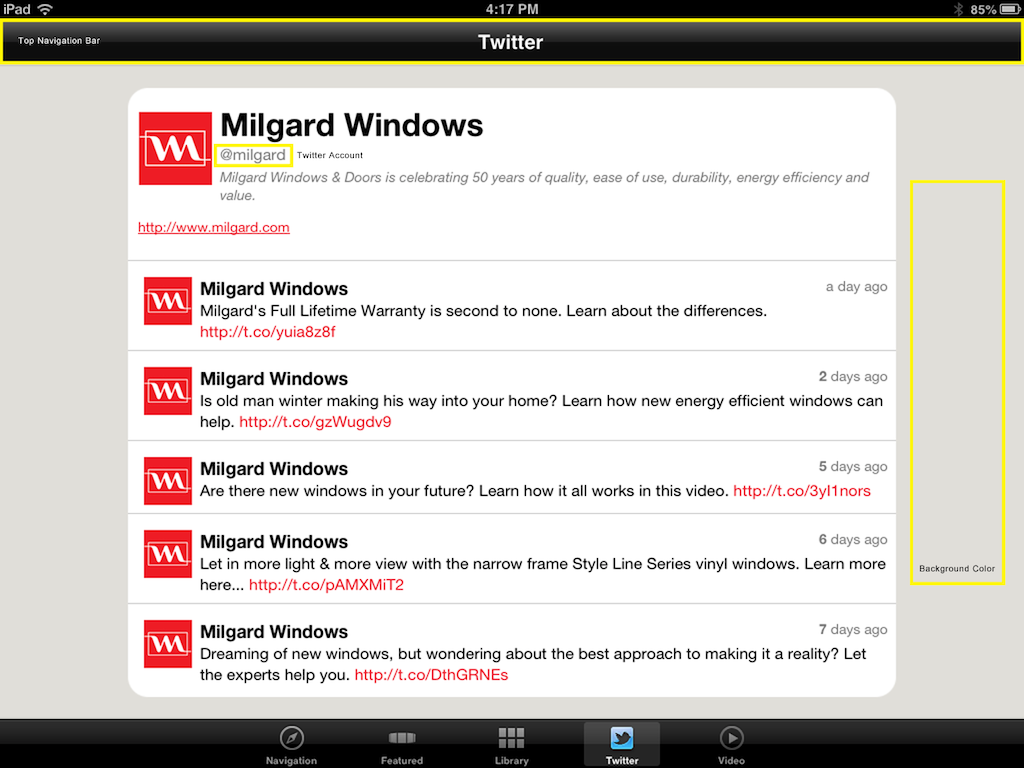 iPad 4:17 PM 85%
Top Navigation Bar Twitter
Milgard Windows
@milgard Twitter Account
Milgard Windows & Doors is celebrating 50 years of quality, ease of use, durability, energy efficiency and
value.
http://www.milgard.com
Milgard Windows a day ago
Milgard's Full Lifetime Warranty is second to none. Learn about the differences.
http://t.co/yuia8z8f
Milgard Windows 2 days ago
Is old man winter making his way into your home? Learn how new energy efficient windows can
help. http://t.co/gzWugdv9
Milgard Windows 5 days ago
Are there new windows in your future? Learn how it all works in this video. http://t.co/3yI1nors
Milgard Windows 6 days ago
Let in more light & more view with the narrow frame Style Line Series vinyl windows. Learn more
here... http://t.co/pAMXMiT2
Background Color
Milgard Windows 7 days ago
Dreaming of new windows, but wondering about the best approach to making it a reality? Let
the experts help you. http://t.co/DthGRNEs
Navigation Featured Library Twitter Video